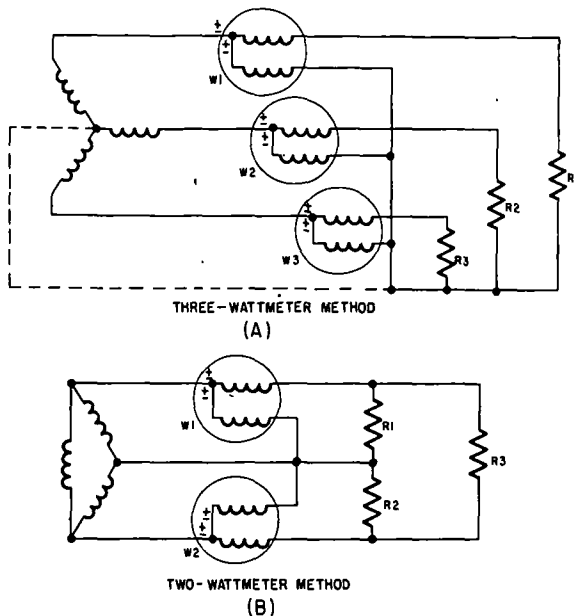 ±
±
W1
±
±
W2
±
±
W3
R
R2
R3
THREE-WATTMETER METHOD
(A)
±
±
W1
R1
R3
R2
±
±
W2
TWO-WATTMETER METHOD
(B)